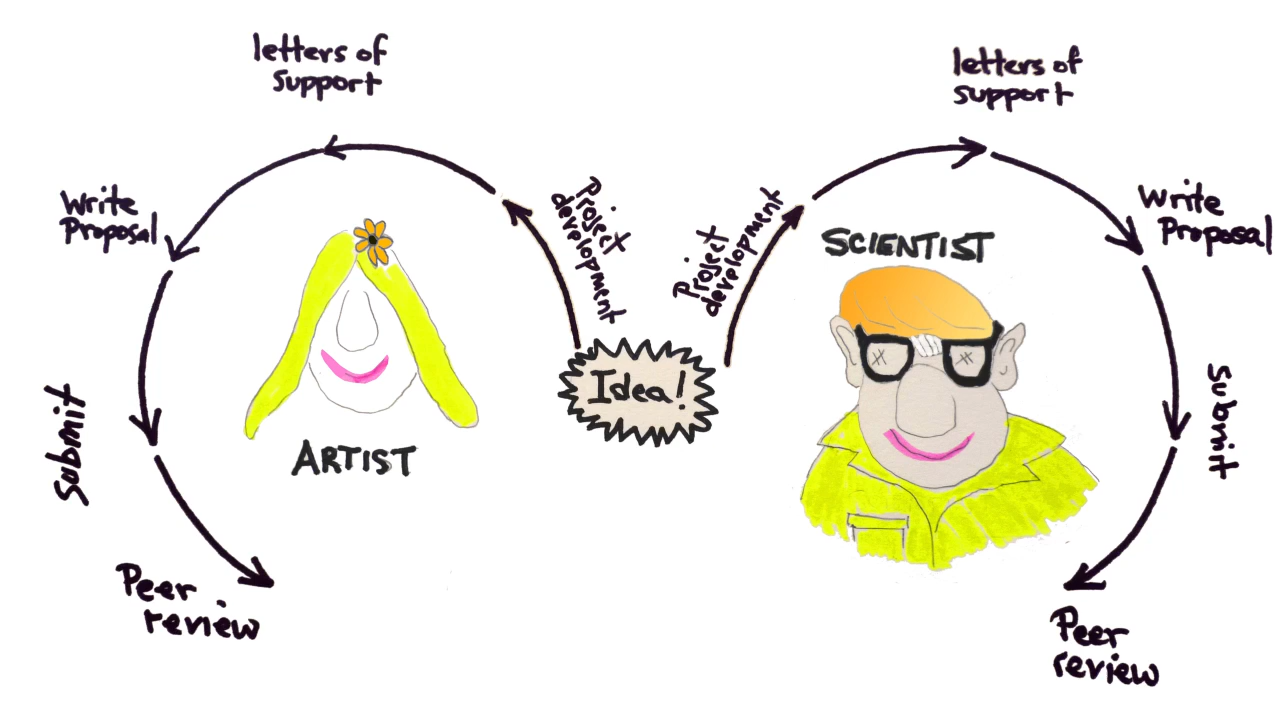 letters of
support
Write
Proposal
Submit
Peer
review
Project
development
ARTIST
Idea!
Project
development
SCIENTIST
letters of
support
Write
Proposal
Submit
Peer
review